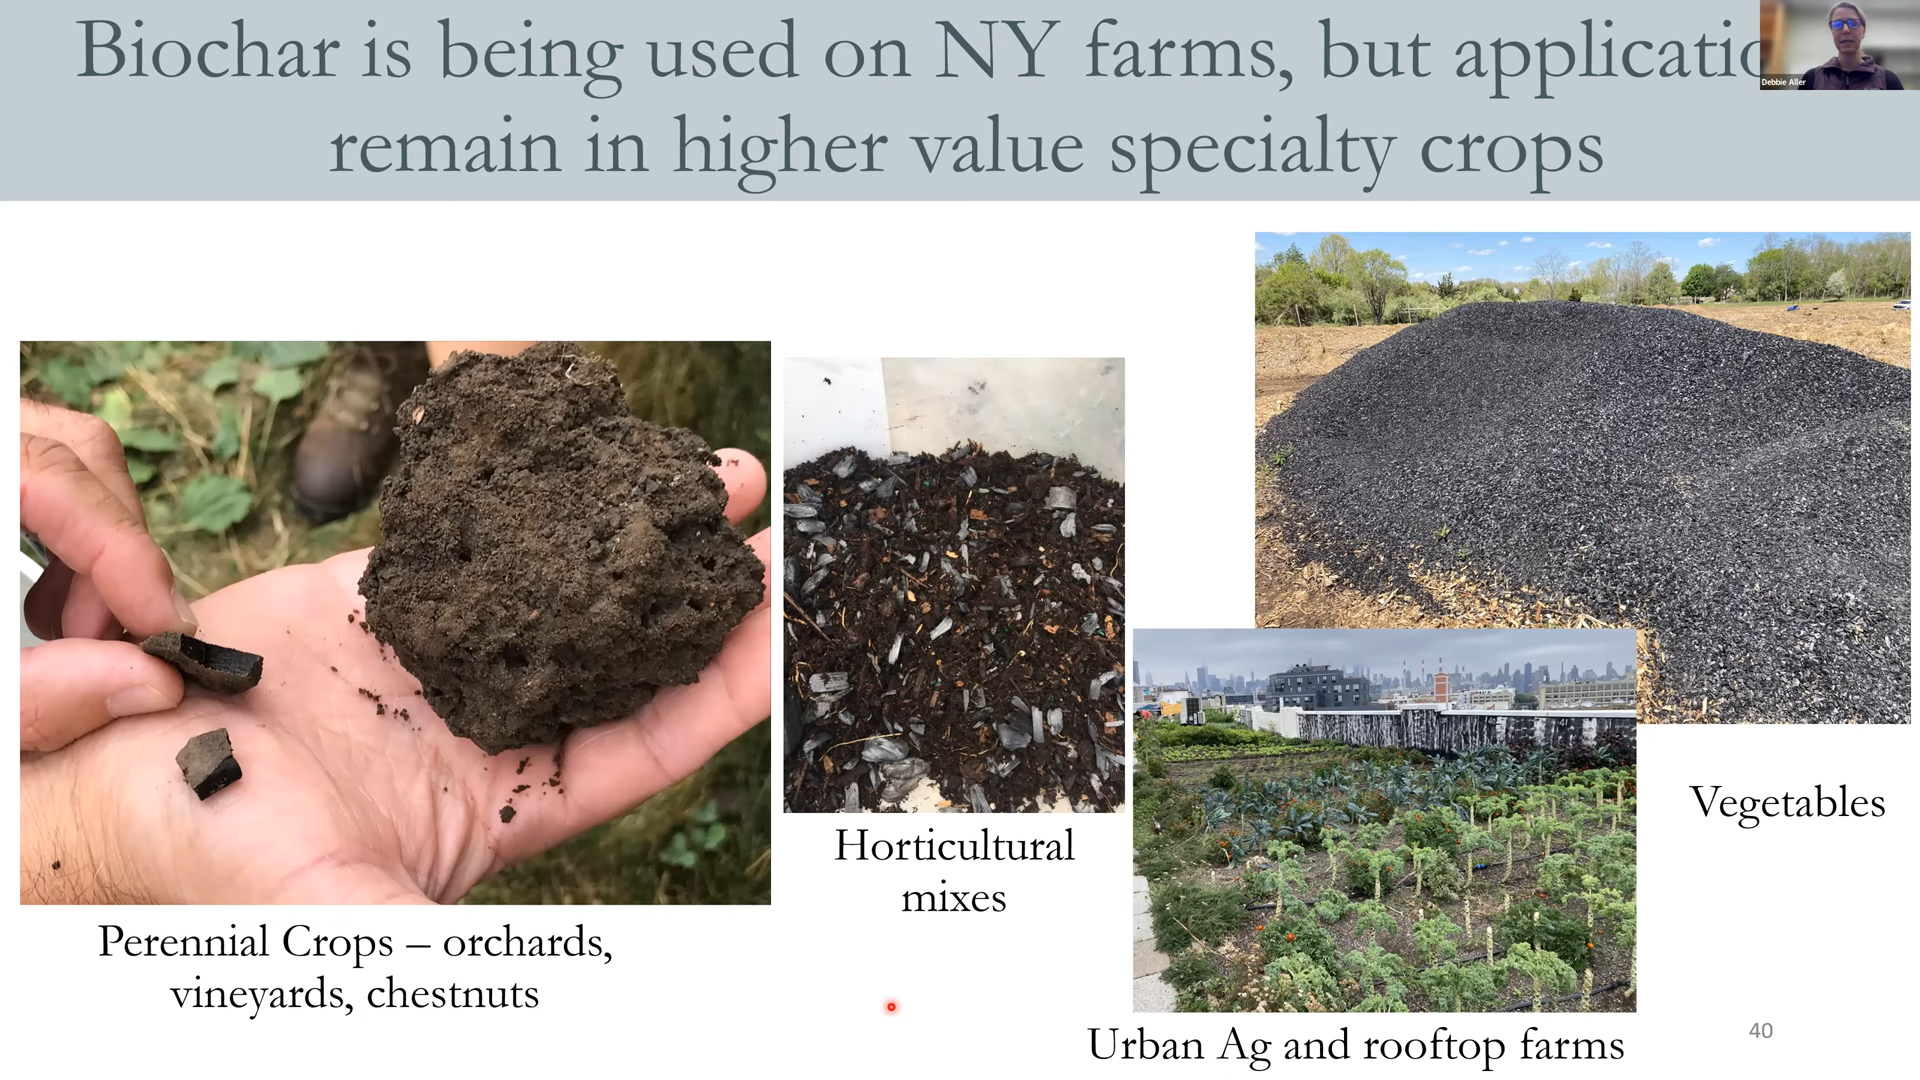 Biochar is being used on NY farms, but applicatio
remain in higher value specialty crops
Debbie Aller
Perennial Crops – orchards,
vineyards, chestnuts
Horticultural
mixes
Vegetables
Urban Ag and rooftop farms
40